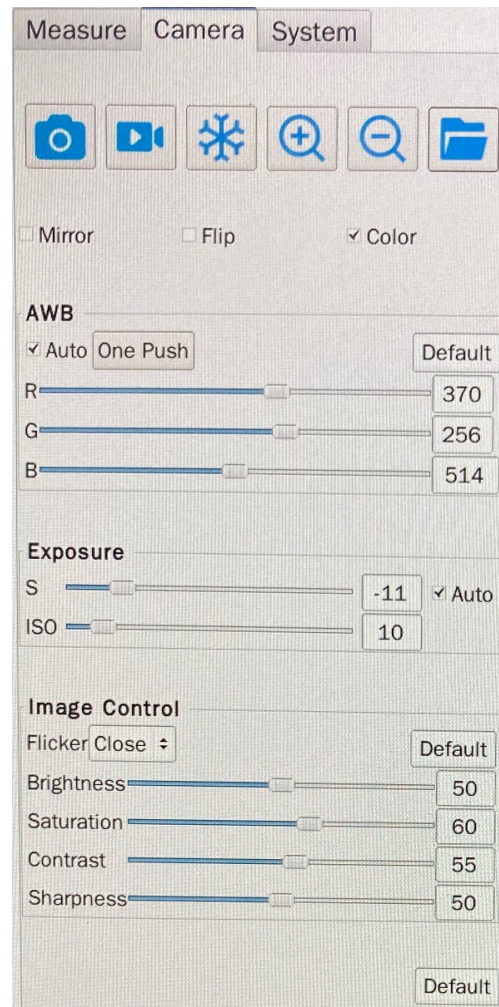 Measure Camera System
Mirror Flip Color
AWB
Auto One Push Default
R 370
G 256
B 514
Exposure
S -11 Auto
ISO 10
Image Control
Flicker Close Default
Brightness 50
Saturation 60
Contrast 55
Sharpness 50
Default